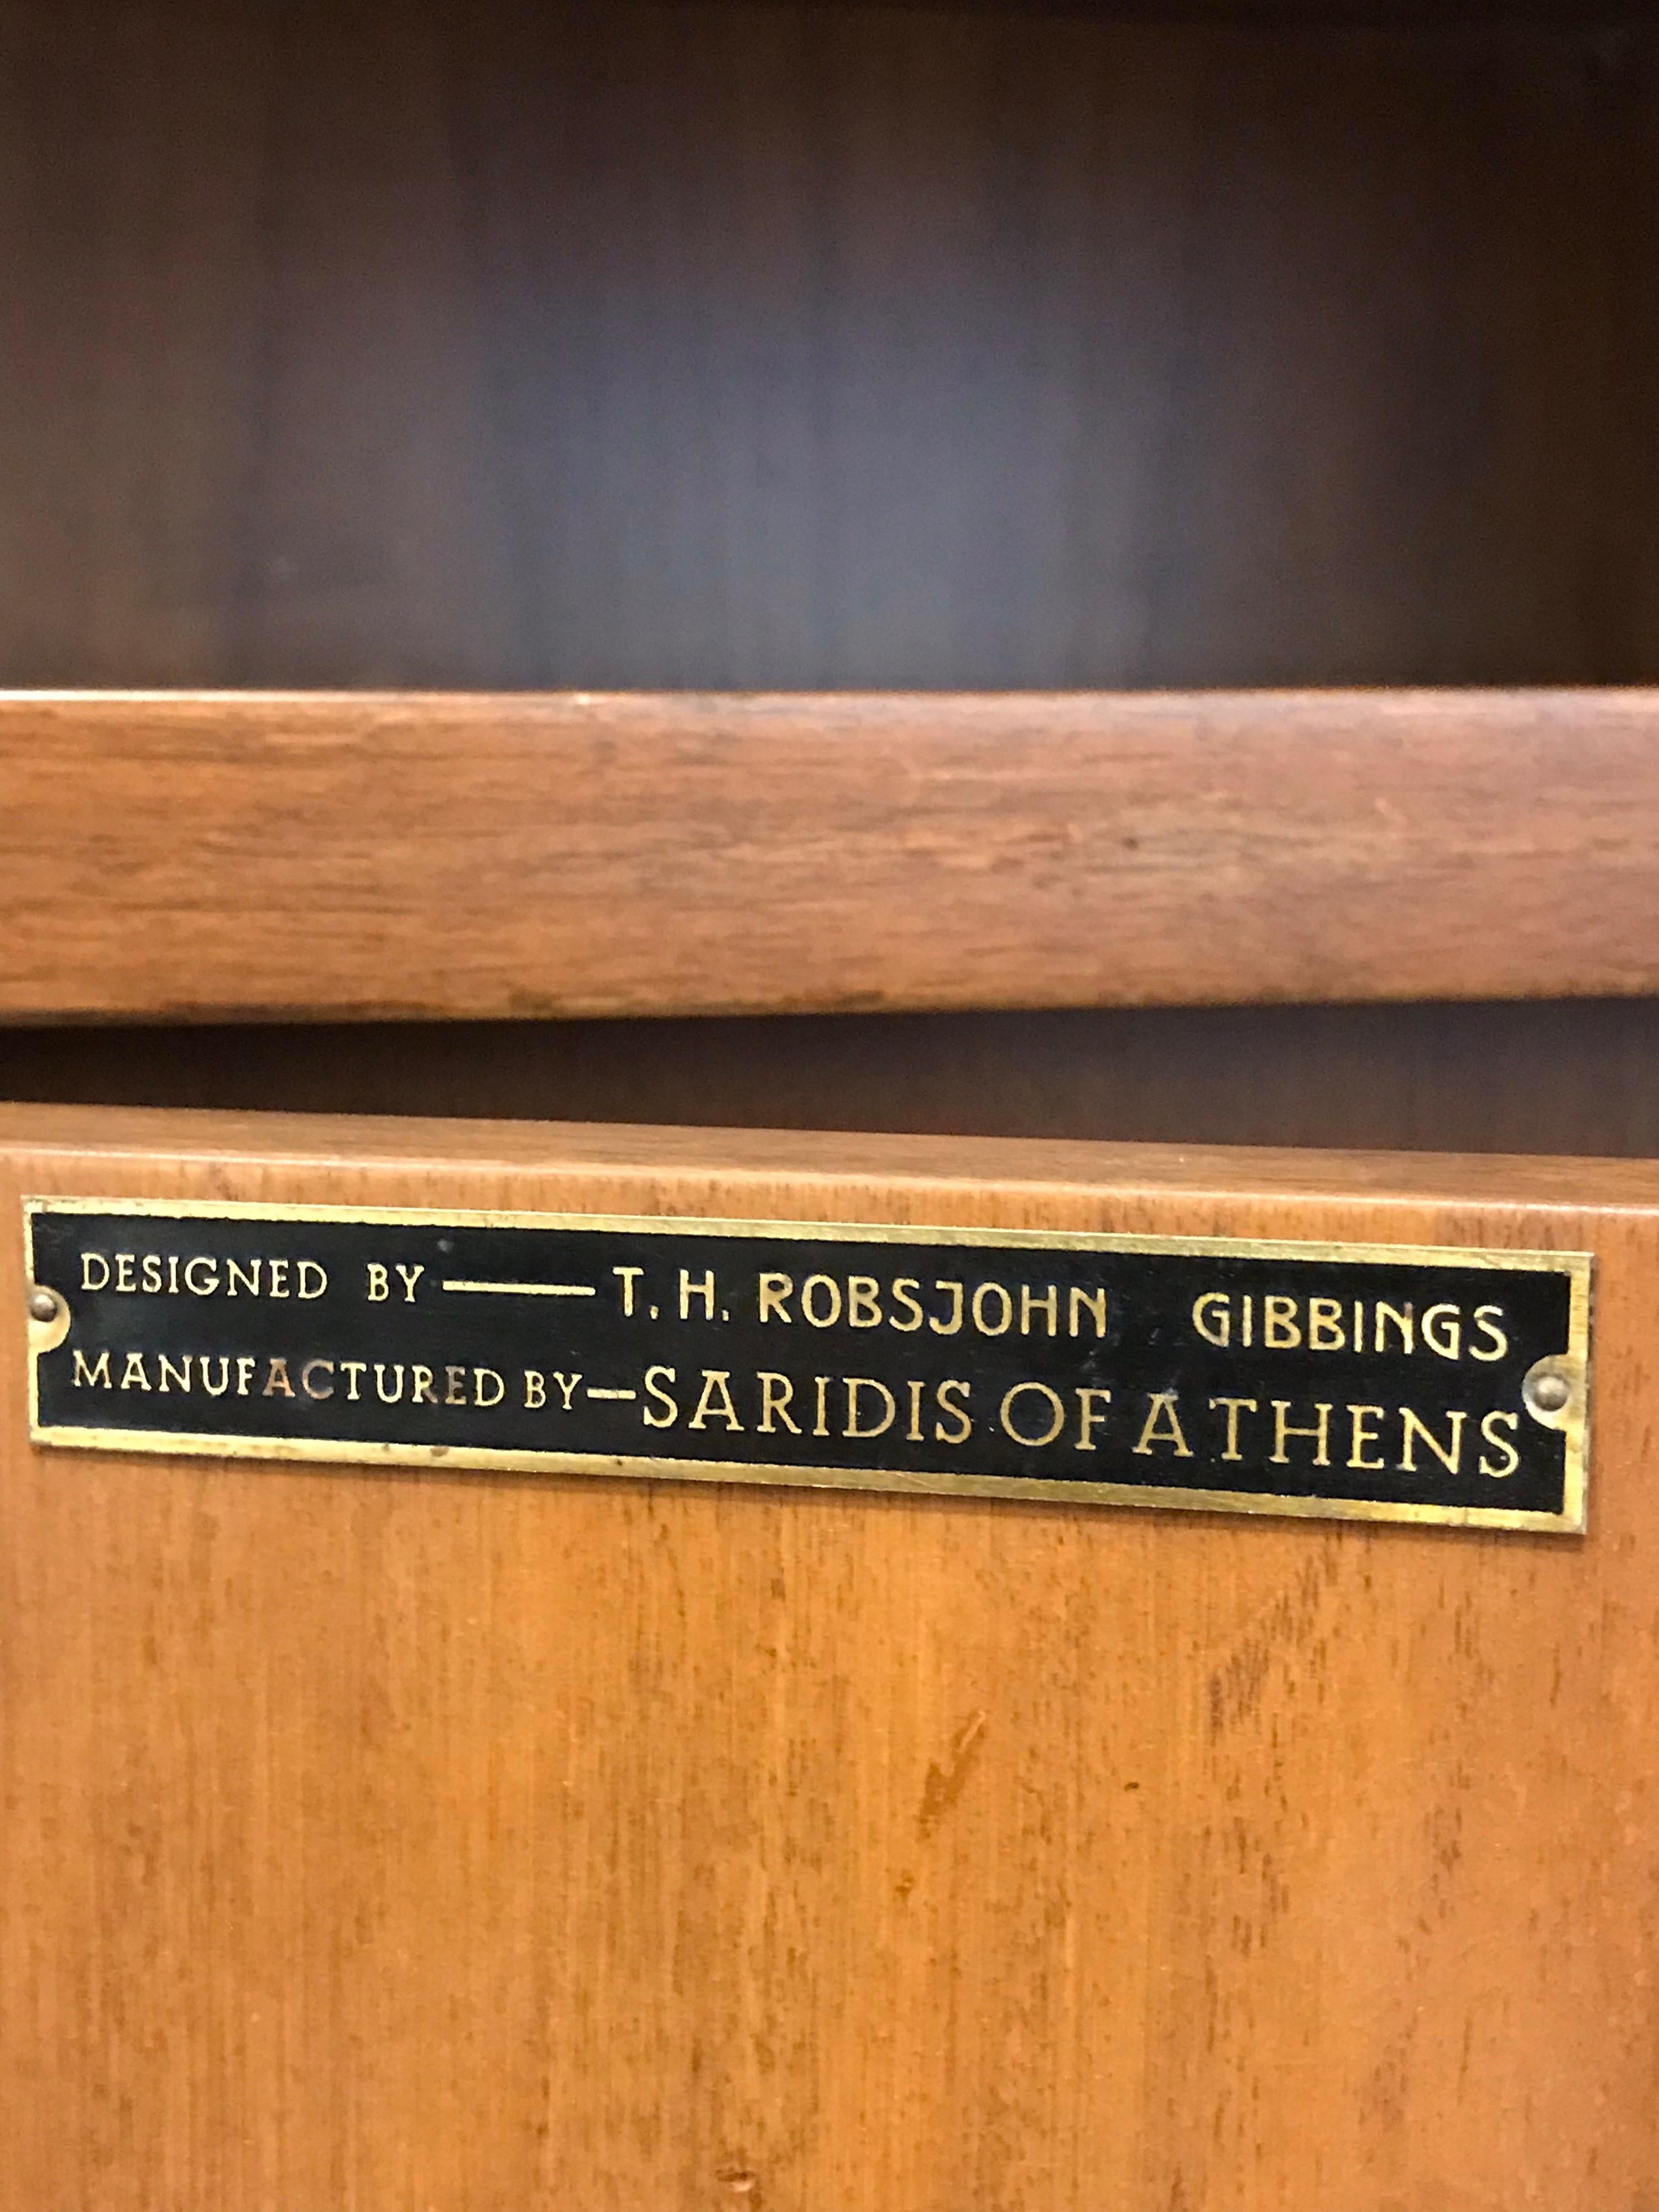 DESIGNED BY — T. H. ROBSJOHN GIBBINGS
MANUFACTURED BY — SARIDIS OF ATHENS